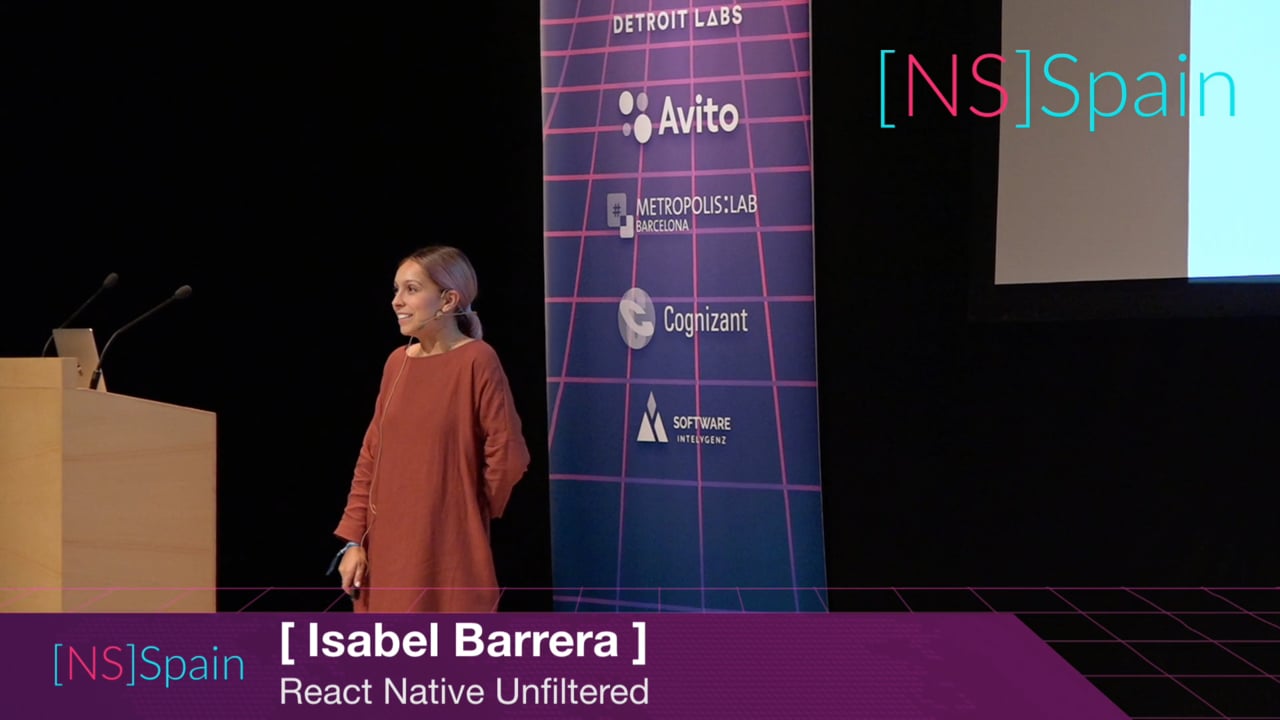 DETROIT LABS
[NS]Spain
Avito
#
METROPOLIS:LAB
BARCELONA
Cognizant
SOFTWARE
INTELYGENZ
[NS]Spain
[ Isabel Barrera ]
React Native Unfiltered